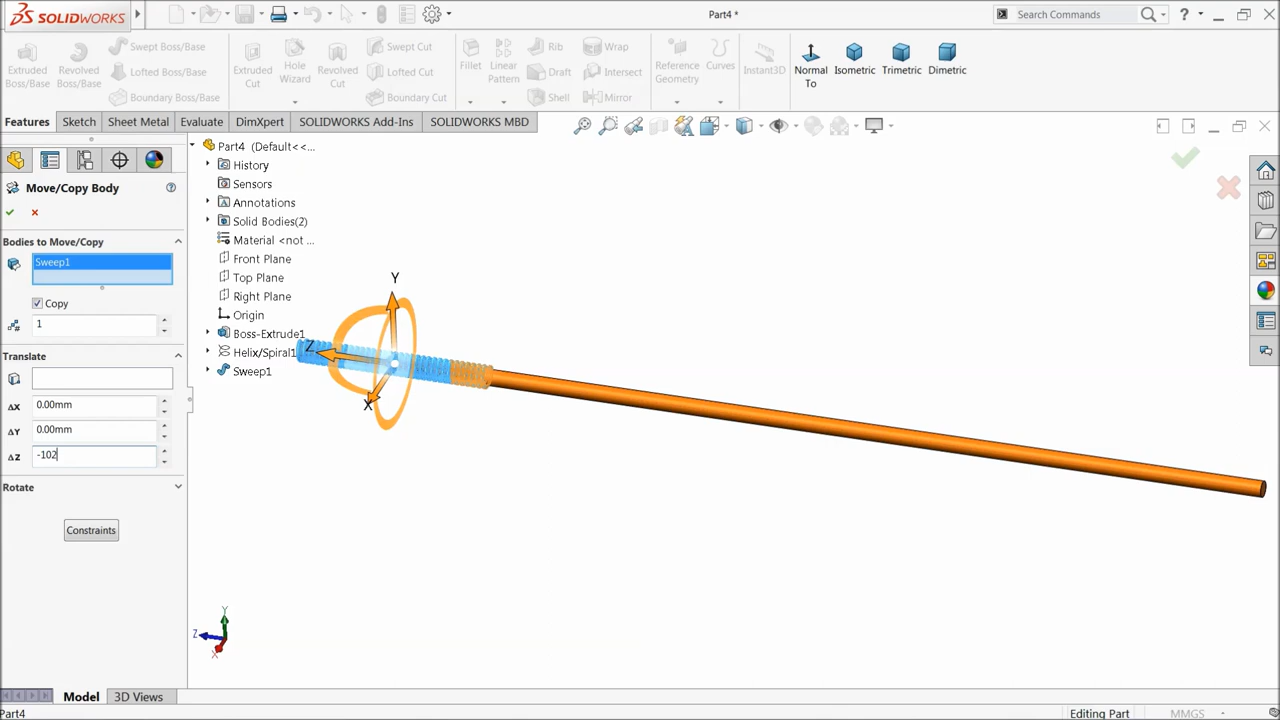 SOLIDWORKS
Part4 *
Search Commands
Extruded Boss/Base
Revolved Boss/Base
Swept Boss/Base
Lofted Boss/Base
Boundary Boss/Base
Extruded Cut
Hole Wizard
Revolved Cut
Swept Cut
Lofted Cut
Boundary Cut
Fillet
Linear Pattern
Rib
Draft
Shell
Wrap
Intersect
Mirror
Reference Geometry
Curves
Instant3D
Normal To
Isometric
Trimetric
Dimetric
Features
Sketch
Sheet Metal
Evaluate
DimXpert
SOLIDWORKS Add-Ins
SOLIDWORKS MBD
Move/Copy Body
Bodies to Move/Copy
Sweep1
Copy
1
Translate
ΔX 0.00mm
ΔY 0.00mm
ΔZ -102
Rotate
Constraints
Part4 (Default<<...
History
Sensors
Annotations
Solid Bodies(2)
Material <not ...
Front Plane
Top Plane
Right Plane
Origin
Boss-Extrude1
Helix/Spiral1
Sweep1
Y
Z
X
Y
Z
X
Model
3D Views
Part4
Editing Part
MMGS